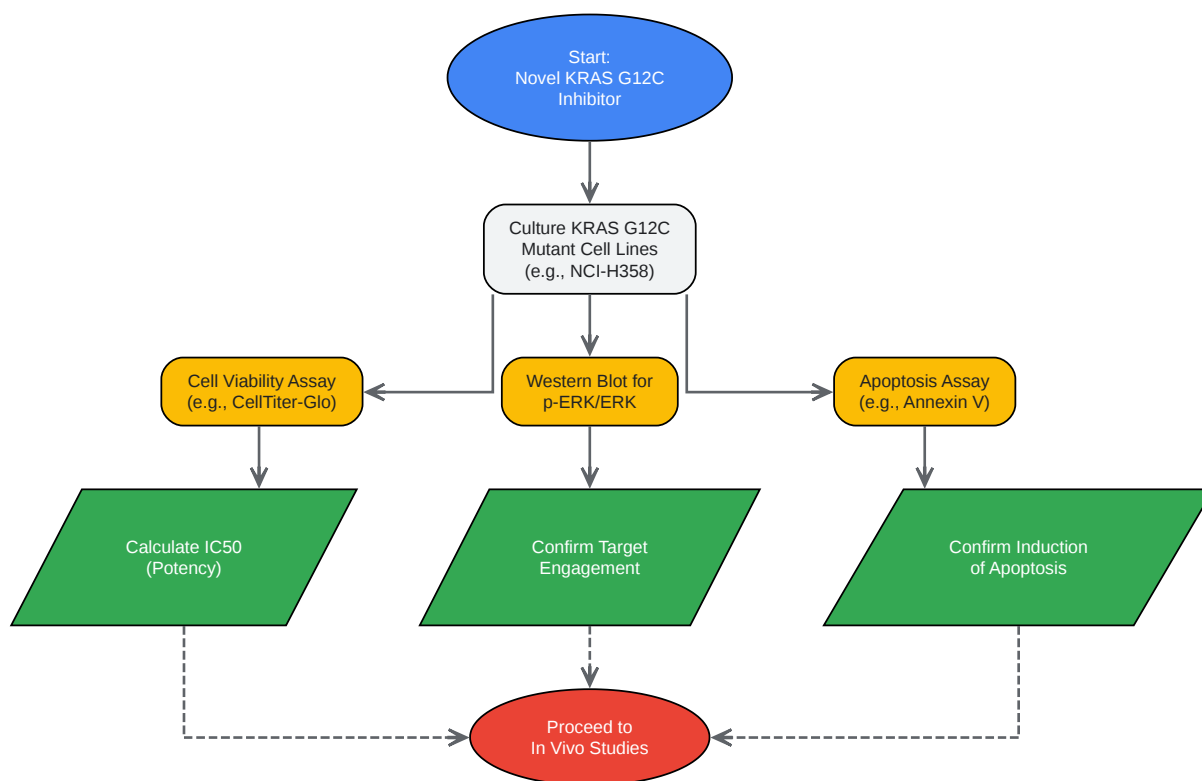 Start:
Novel KRAS G12C
Inhibitor
Culture KRAS G12C
Mutant Cell Lines
(e.g., NCI-H358)
Cell Viability Assay
(e.g., CellTiter-Glo)
Western Blot for
p-ERK/ERK
Apoptosis Assay
(e.g., Annexin V)
Calculate IC50
(Potency)
Confirm Target
Engagement
Confirm Induction
of Apoptosis
Proceed to
In Vivo Studies